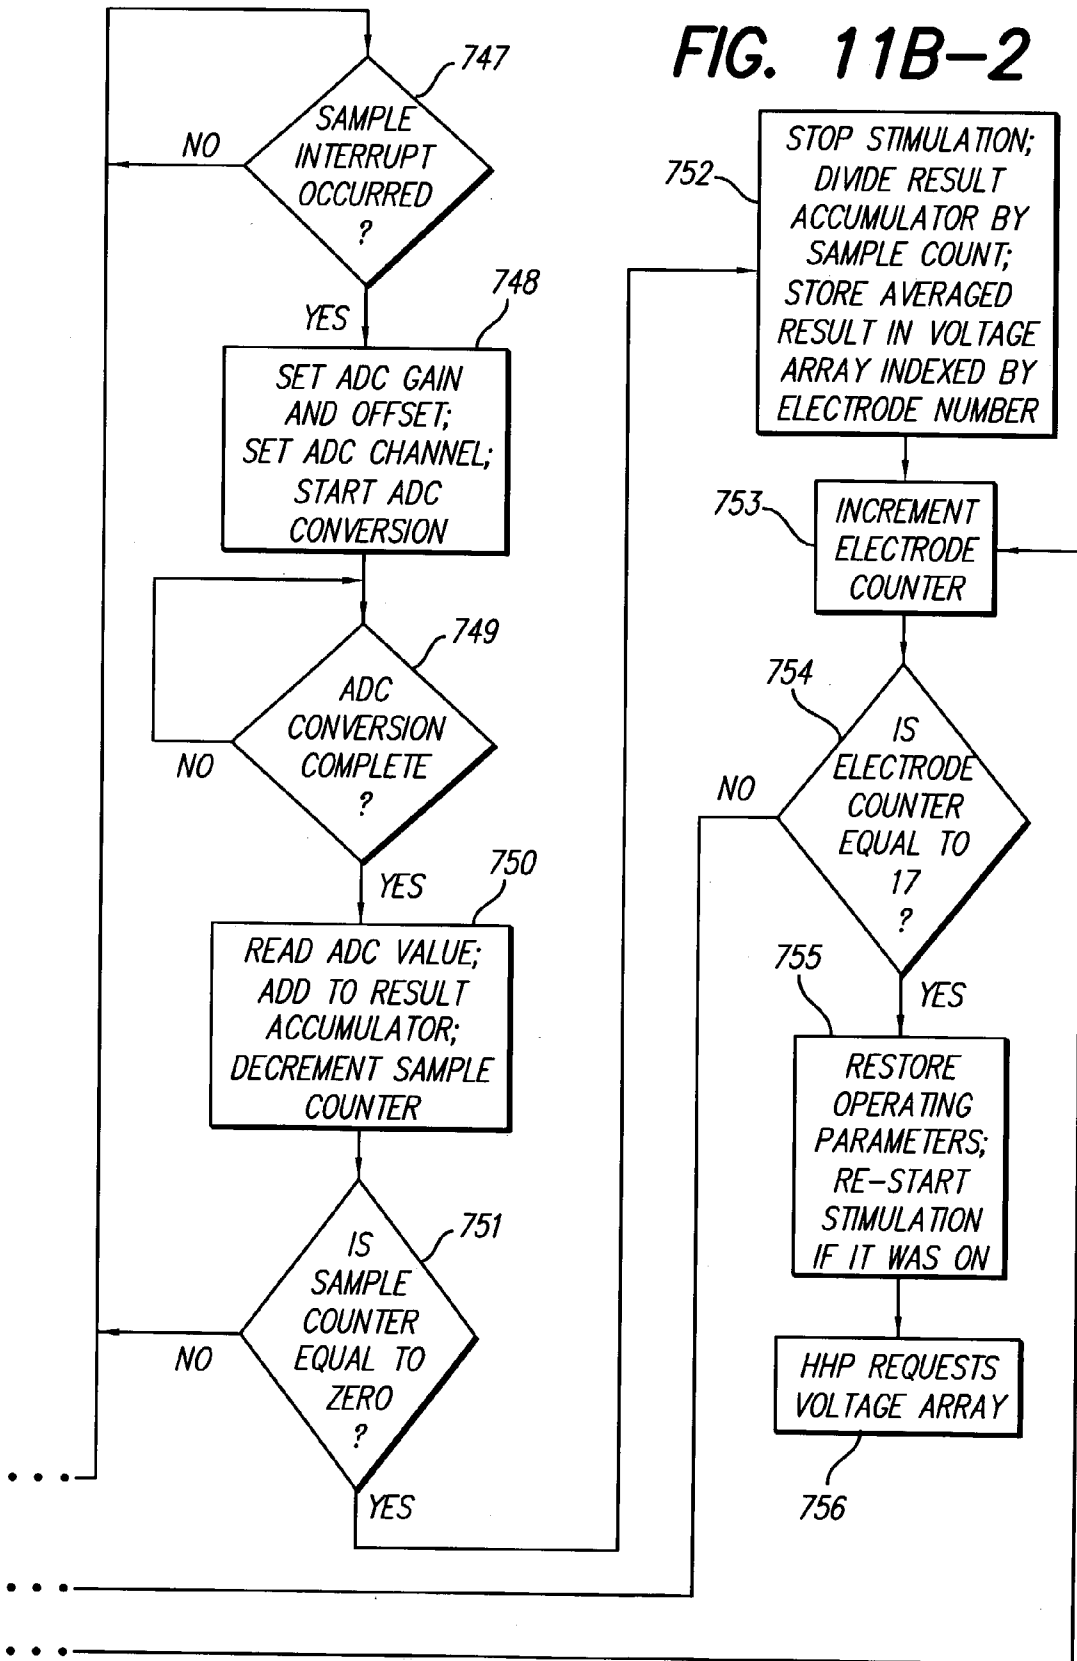 FIG. 11B-2
747
SAMPLE
INTERRUPT
OCCURRED
?
NO
YES
748
SET ADC GAIN
AND OFFSET;
SET ADC CHANNEL;
START ADC
CONVERSION
749
ADC
CONVERSION
COMPLETE
?
NO
YES
750
READ ADC VALUE;
ADD TO RESULT
ACCUMULATOR;
DECREMENT SAMPLE
COUNTER
751
IS
SAMPLE
COUNTER
EQUAL TO
ZERO
?
NO
YES
752
STOP STIMULATION;
DIVIDE RESULT
ACCUMULATOR BY
SAMPLE COUNT;
STORE AVERAGED
RESULT IN VOLTAGE
ARRAY INDEXED BY
ELECTRODE NUMBER
753
INCREMENT
ELECTRODE
COUNTER
754
IS
ELECTRODE
COUNTER
EQUAL TO
17
?
NO
YES
755
RESTORE
OPERATING
PARAMETERS;
RE-START
STIMULATION
IF IT WAS ON
HHP REQUESTS
VOLTAGE ARRAY
756